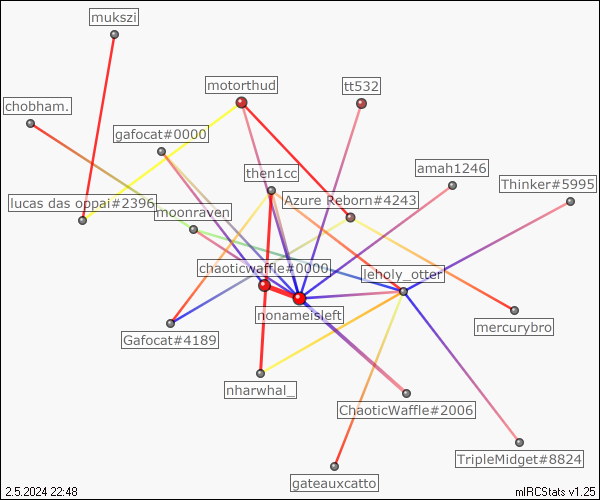 mukszi
motorthud
tt532
chobham.
gafocat#0000
then1cc
amah1246
Thinker#5995
lucas das oppai#2396
Azure Reborn#4243
moonraven
chaoticwaffle#0000
leholy_otter
nonameisleft
mercurybro
Gafocat#4189
nharwhal_
ChaoticWaffle#2006
TripleMidget#8824
gateauxcatto
2.5.2024 22:48
mIRCStats v1.25